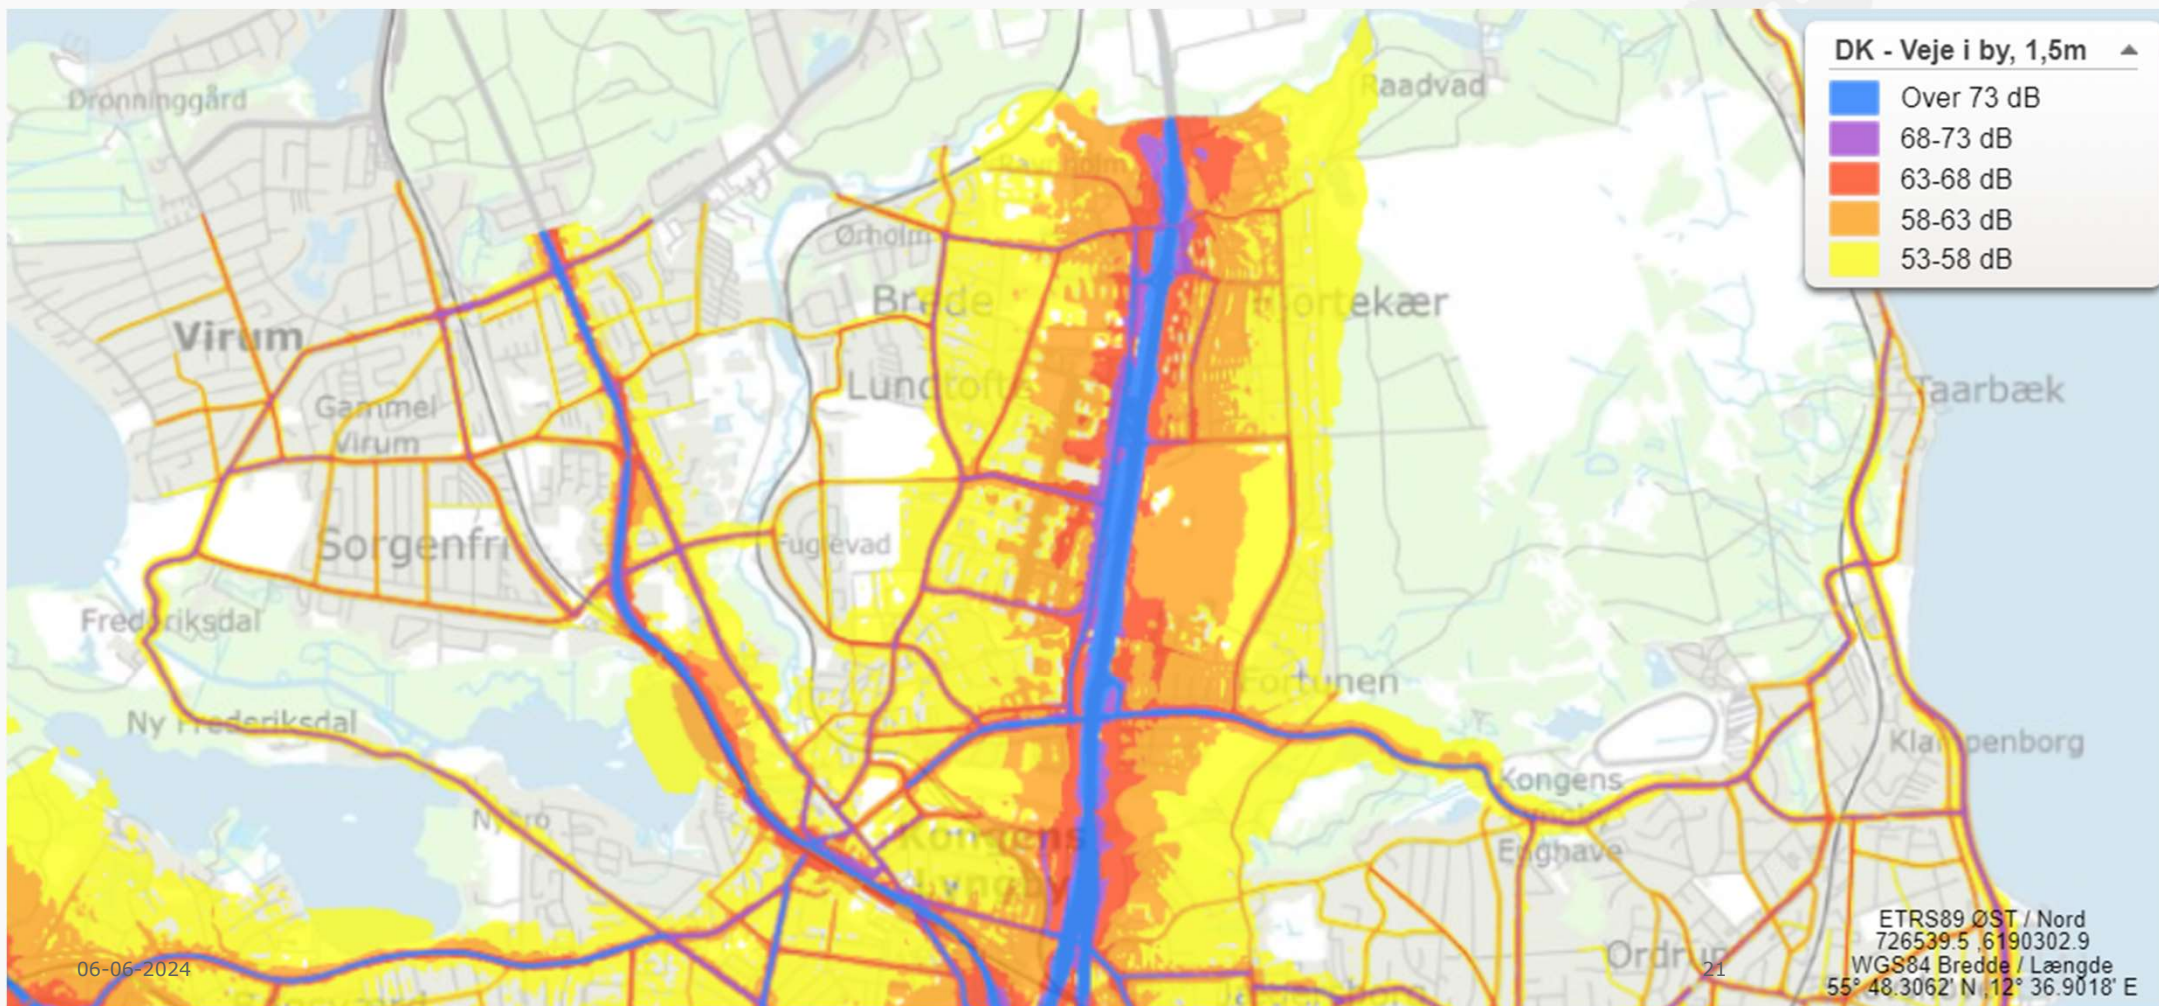 DK - Veje i by, 1,5m
Over 73 dB
68-73 dB
63-68 dB
58-63 dB
53-58 dB
Raadvad
Dronninggård
Ørholm
Brede
Hjortekær
Virum
Lundtofte
Taarbæk
Gammel
Virum
Sorgenfri
Fuglevad
Frederiksdal
Fortunen
Ny Frederiksdal
Klampenborg
Kongens
Nybro
Kongens
Lyngby
Enghave
ETRS89 ØST / Nord
726539.5 ,6190302.9
Ordrup
WGS84 Bredde / Længde
06-06-2024
21
55° 48.3062' N ,12° 36.9018' E